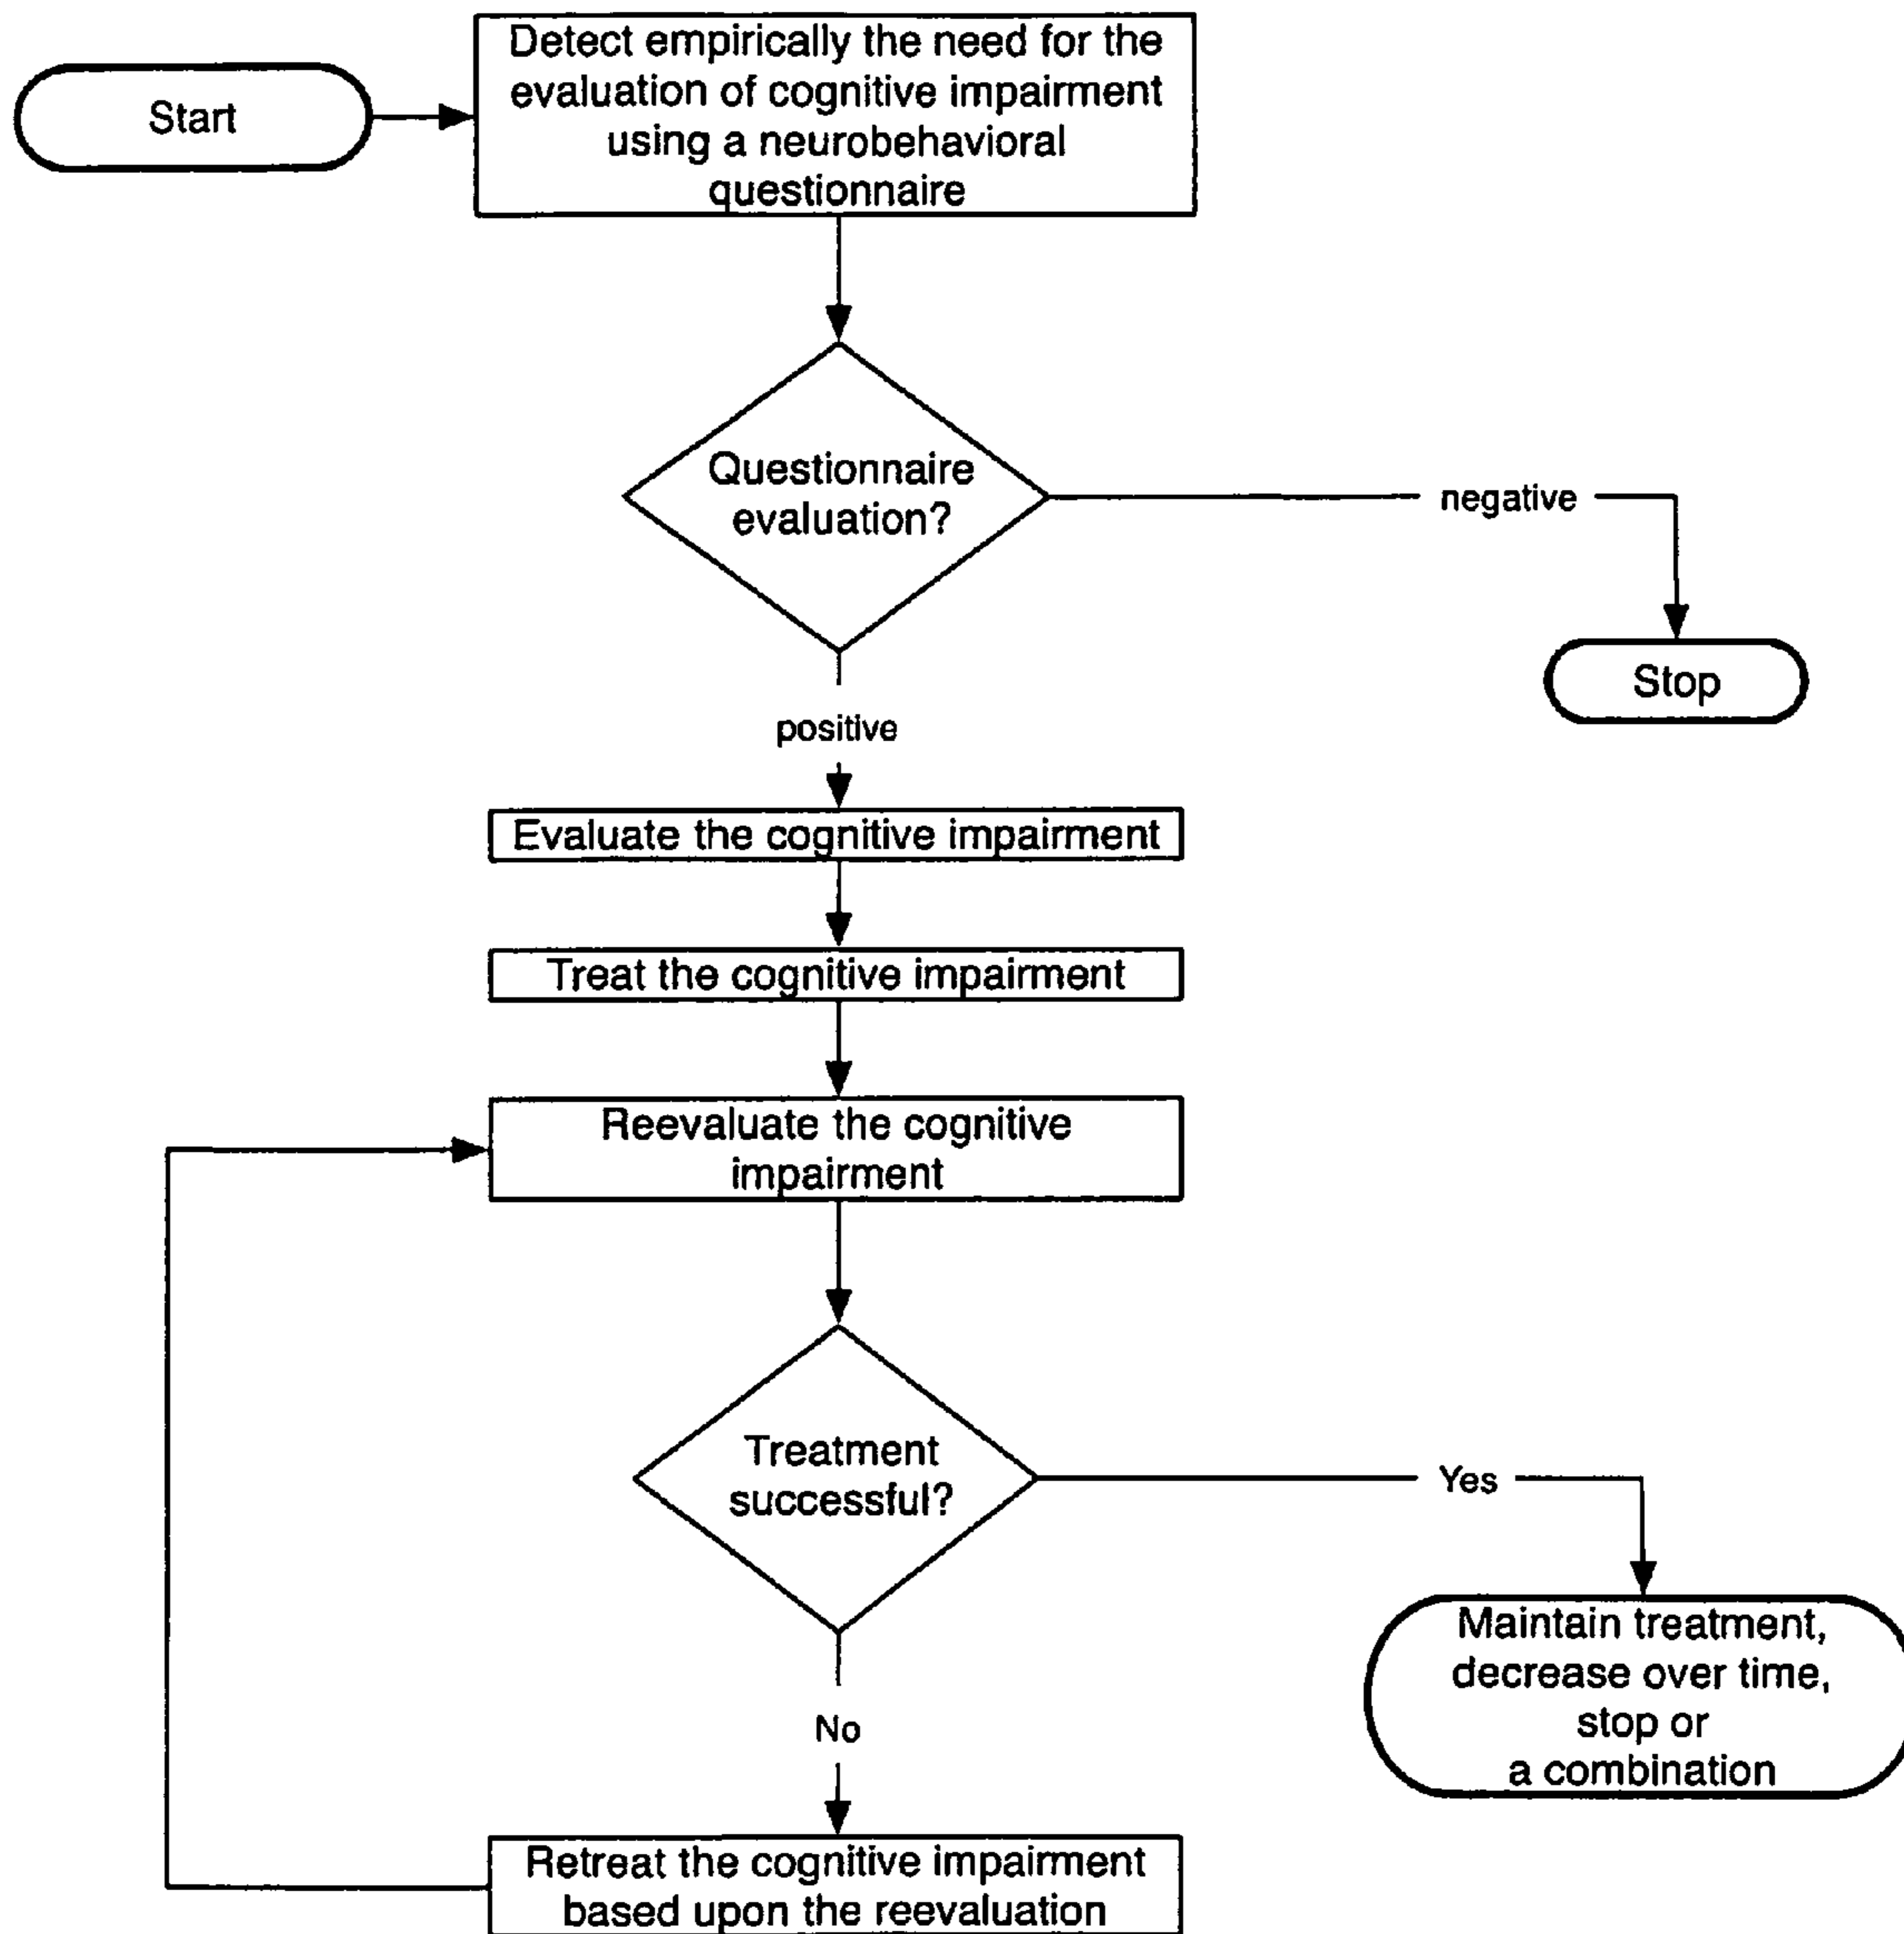 Start
Detect empirically the need for the
evaluation of cognitive impairment
using a neurobehavioral
questionnaire
Questionnaire
evaluation?
negative
Stop
positive
Evaluate the cognitive impairment
Treat the cognitive impairment
Reevaluate the cognitive
impairment
Treatment
successful?
Yes
Maintain treatment,
decrease over time,
stop or
a combination
No
Retreat the cognitive impairment
based upon the reevaluation